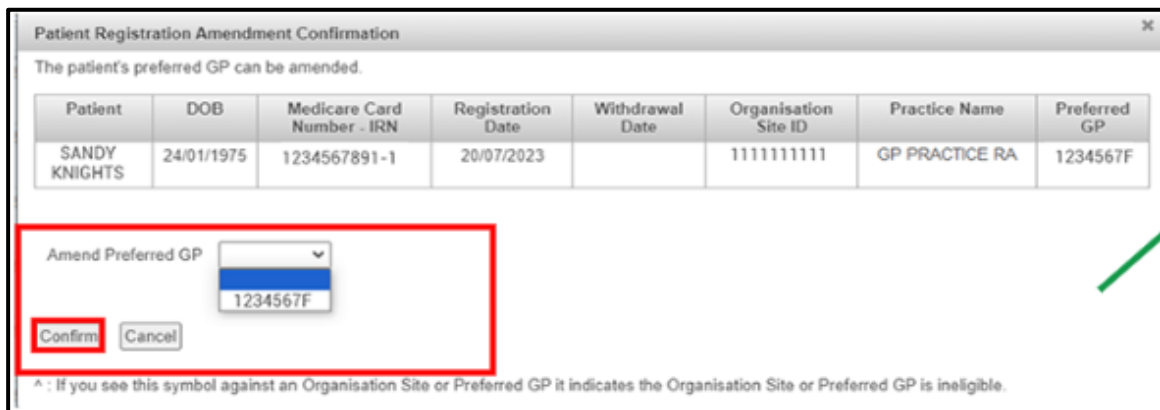 Patient Registration Amendment Confirmation ×
The patient's preferred GP can be amended.
Patient DOB Medicare Card Number - IRN Registration Date Withdrawal Date Organisation Site ID Practice Name Preferred GP
SANDY KNIGHTS 24/01/1975 1234567891-1 20/07/2023 1111111111 GP PRACTICE RA 1234567F
Amend Preferred GP
1234567F
Confirm Cancel
^ : If you see this symbol against an Organisation Site or Preferred GP it indicates the Organisation Site or Preferred GP is ineligible.